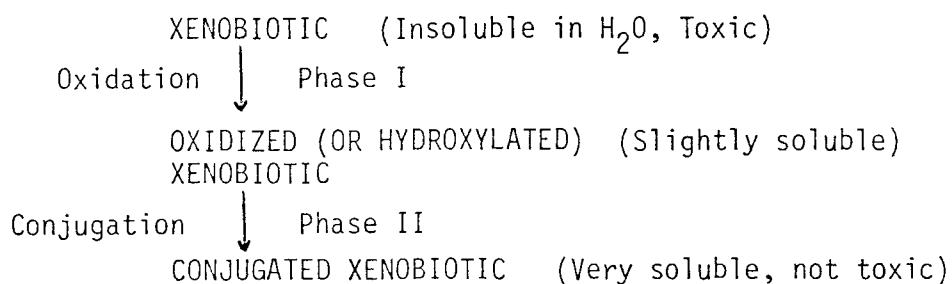 XENOBIOTIC (Insoluble in H₂O, Toxic)
Oxidation Phase I
OXIDIZED (OR HYDROXYLATED) (Slightly soluble)
XENOBIOTIC
Conjugation Phase II
CONJUGATED XENOBIOTIC (Very soluble, not toxic)